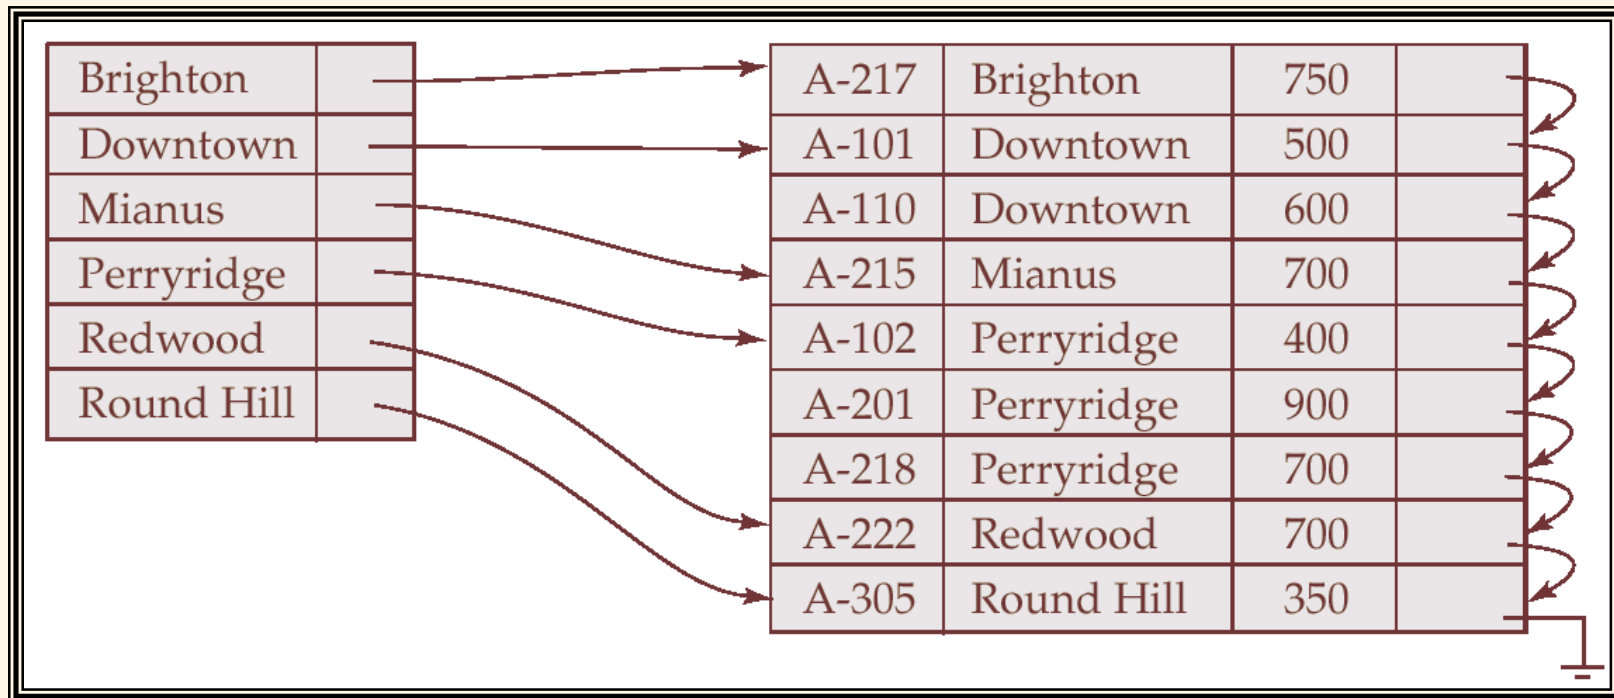 Brighton
Downtown
Mianus
Perryridge
Redwood
Round Hill
A-217 Brighton 750
A-101 Downtown 500
A-110 Downtown 600
A-215 Mianus 700
A-102 Perryridge 400
A-201 Perryridge 900
A-218 Perryridge 700
A-222 Redwood 700
A-305 Round Hill 350